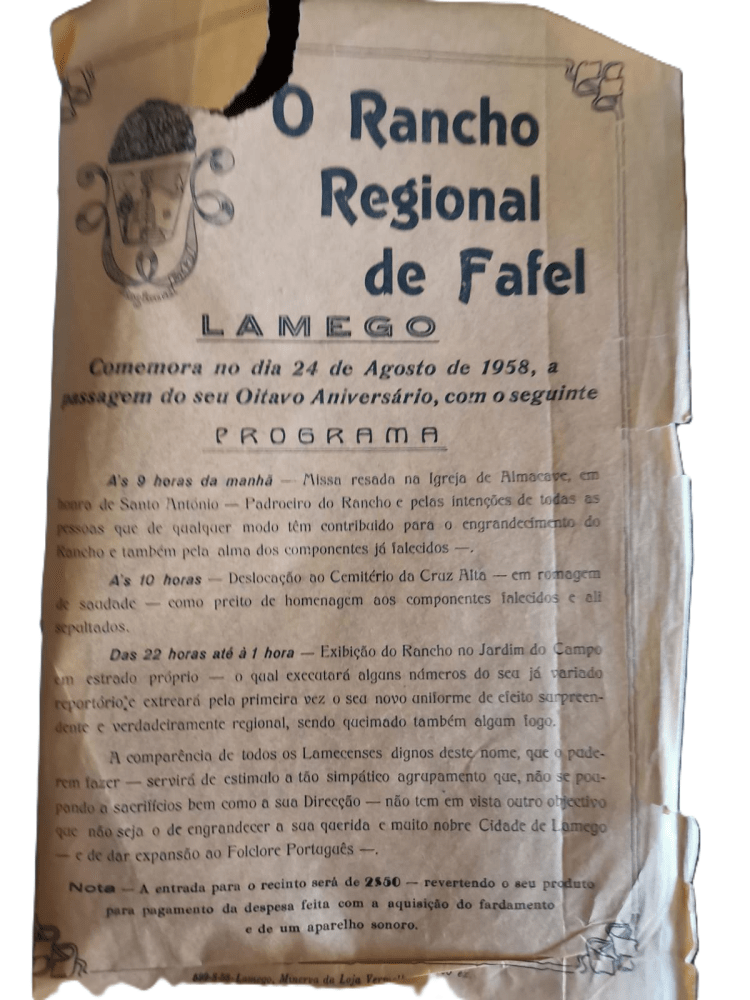 O Rancho
Regional
de Fafel
LAMEGO
Comemora no dia 24 de Agosto de 1958, a
passagem do seu Oitavo Aniversário, com o seguinte
PROGRAMA
A's 9 horas da manhã — Missa resada na Igreja de Almacave, em
honra de Santo António — Padroeiro do Rancho e pelas intenções de todas as
pessoas que de qualquer modo têm contribuido para o engrandecimento do
Rancho e também pela alma dos componentes já falecidos —.
A's 10 horas — Deslocação ao Cemitério da Cruz Alta — em romagem
de saudade — como preito de homenagem aos componentes falecidos e ali
sepultados.
Das 22 horas até à 1 hora — Exibição do Rancho no Jardim do Campo
em estrado próprio — o qual executará alguns números do seu já variado
reportório e extreará pela primeira vez o seu novo uniforme de efeito surpreen-
dente e verdadeiramente regional, sendo queimado também algum fogo.
A comparência de todos os Lamecenses dignos deste nome, que o pude-
rem fazer — servirá de estimulo a tão simpático agrupamento que, não se pou-
pando a sacrifícios bem como a sua Direcção — não tem em vista outro objectivo
que não seja o de engrandecer a sua querida e muito nobre Cidade de Lamego
— e de dar expansão ao Folclore Português —.
Nota — A entrada para o recinto será de 2$50 — revertendo o seu produto
para pagamento da despesa feita com a aquisição do fardamento
e de um aparelho sonoro.
Lamego, Minerva da Loja